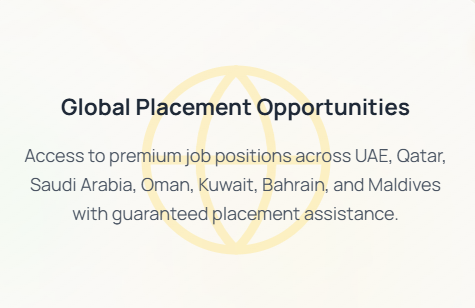 Global Placement Opportunities
Access to premium job positions across UAE, Qatar,
Saudi Arabia, Oman, Kuwait, Bahrain, and Maldives
with guaranteed placement assistance.